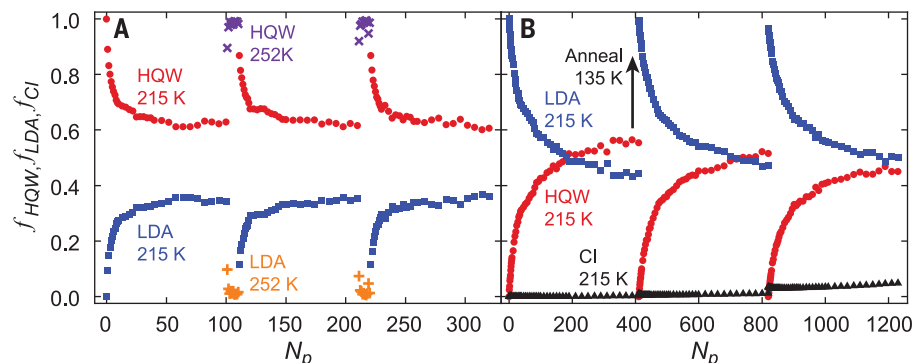 A
HQW
252K
HQW
215 K
LDA
215 K
LDA
252 K
1.0
0.8
0.6
0.4
0.2
0.0
f_HQW, f_LDA, f_CI
0 50 100 150 200 250 300
N_p
B
Anneal
135 K
LDA
215 K
HQW
215 K
CI
215 K
0 200 400 600 800 1000 1200
N_p